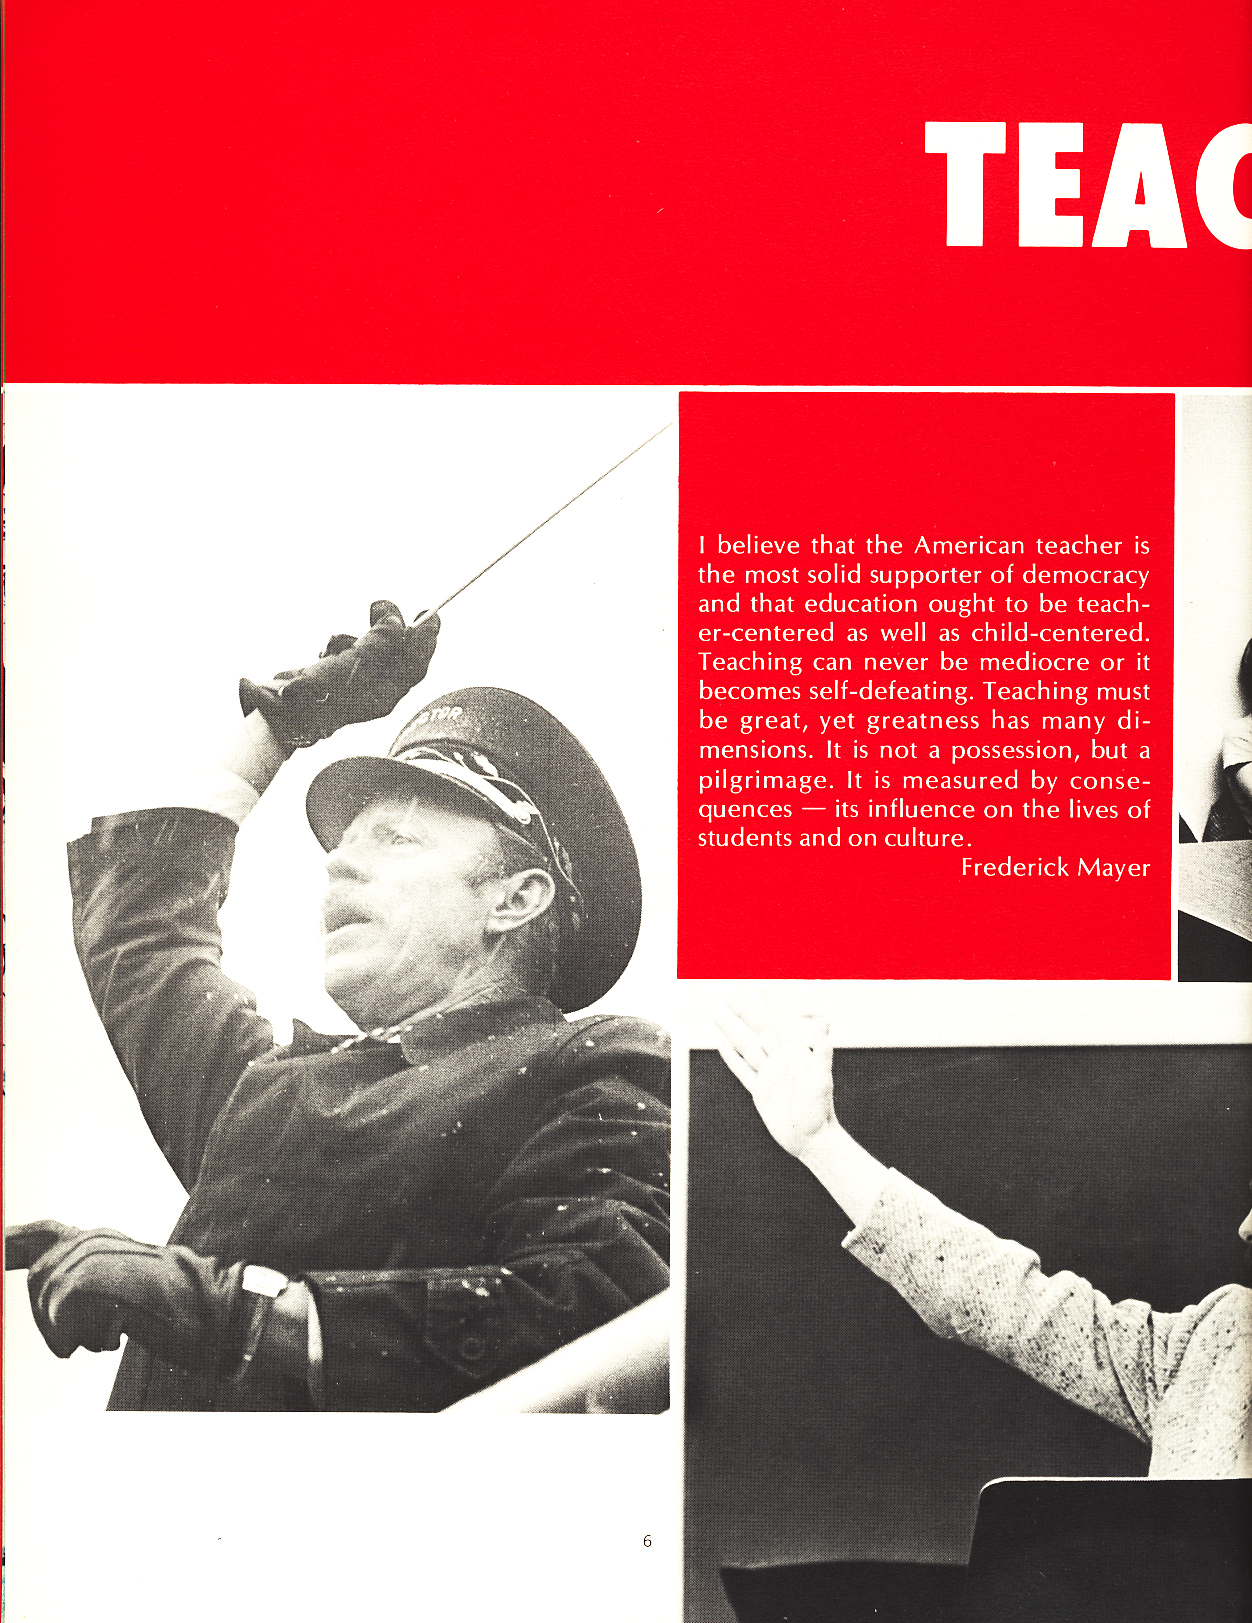 TEAC
I believe that the American teacher is
the most solid supporter of democracy
and that education ought to be teach-
er-centered as well as child-centered.
Teaching can never be mediocre or it
becomes self-defeating. Teaching must
be great, yet greatness has many di-
mensions. It is not a possession, but a
pilgrimage. It is measured by conse-
quences — its influence on the lives of
students and on culture.
Frederick Mayer
TOR
6